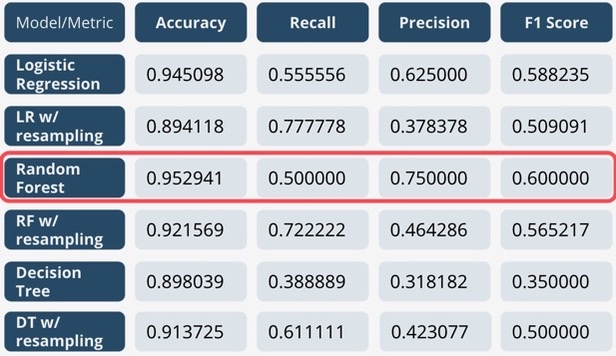 Model/Metric Accuracy Recall Precision F1 Score
Logistic
Regression 0.945098 0.555556 0.625000 0.588235
LR w/
resampling 0.894118 0.777778 0.378378 0.509091
Random
Forest 0.952941 0.500000 0.750000 0.600000
RF w/
resampling 0.921569 0.722222 0.464286 0.565217
Decision
Tree 0.898039 0.388889 0.318182 0.350000
DT w/
resampling 0.913725 0.611111 0.423077 0.500000